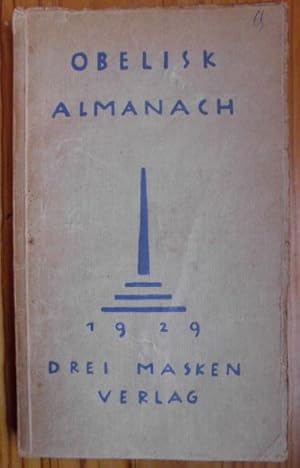 OBELISK
ALMANACH
1929
DREI MASKEN
VERLAG